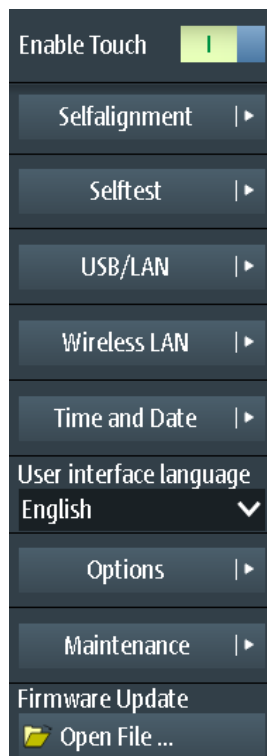 Enable Touch
Selfalignment
Selftest
USB/LAN
Wireless LAN
Time and Date
User interface language
English
Options
Maintenance
Firmware Update
Open File ...